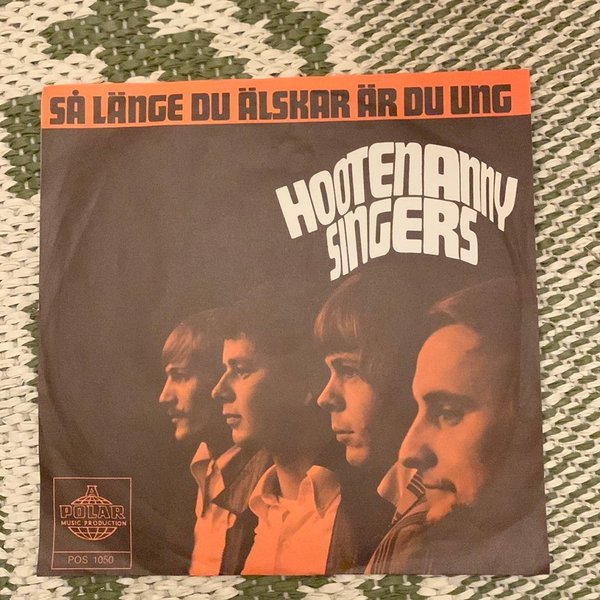 SÅ LÄNGE DU ÄLSKAR ÄR DU UNG
HOOTENANNY
SINGERS
A
POLAR
MUSIC PRODUCTION
POS 1050